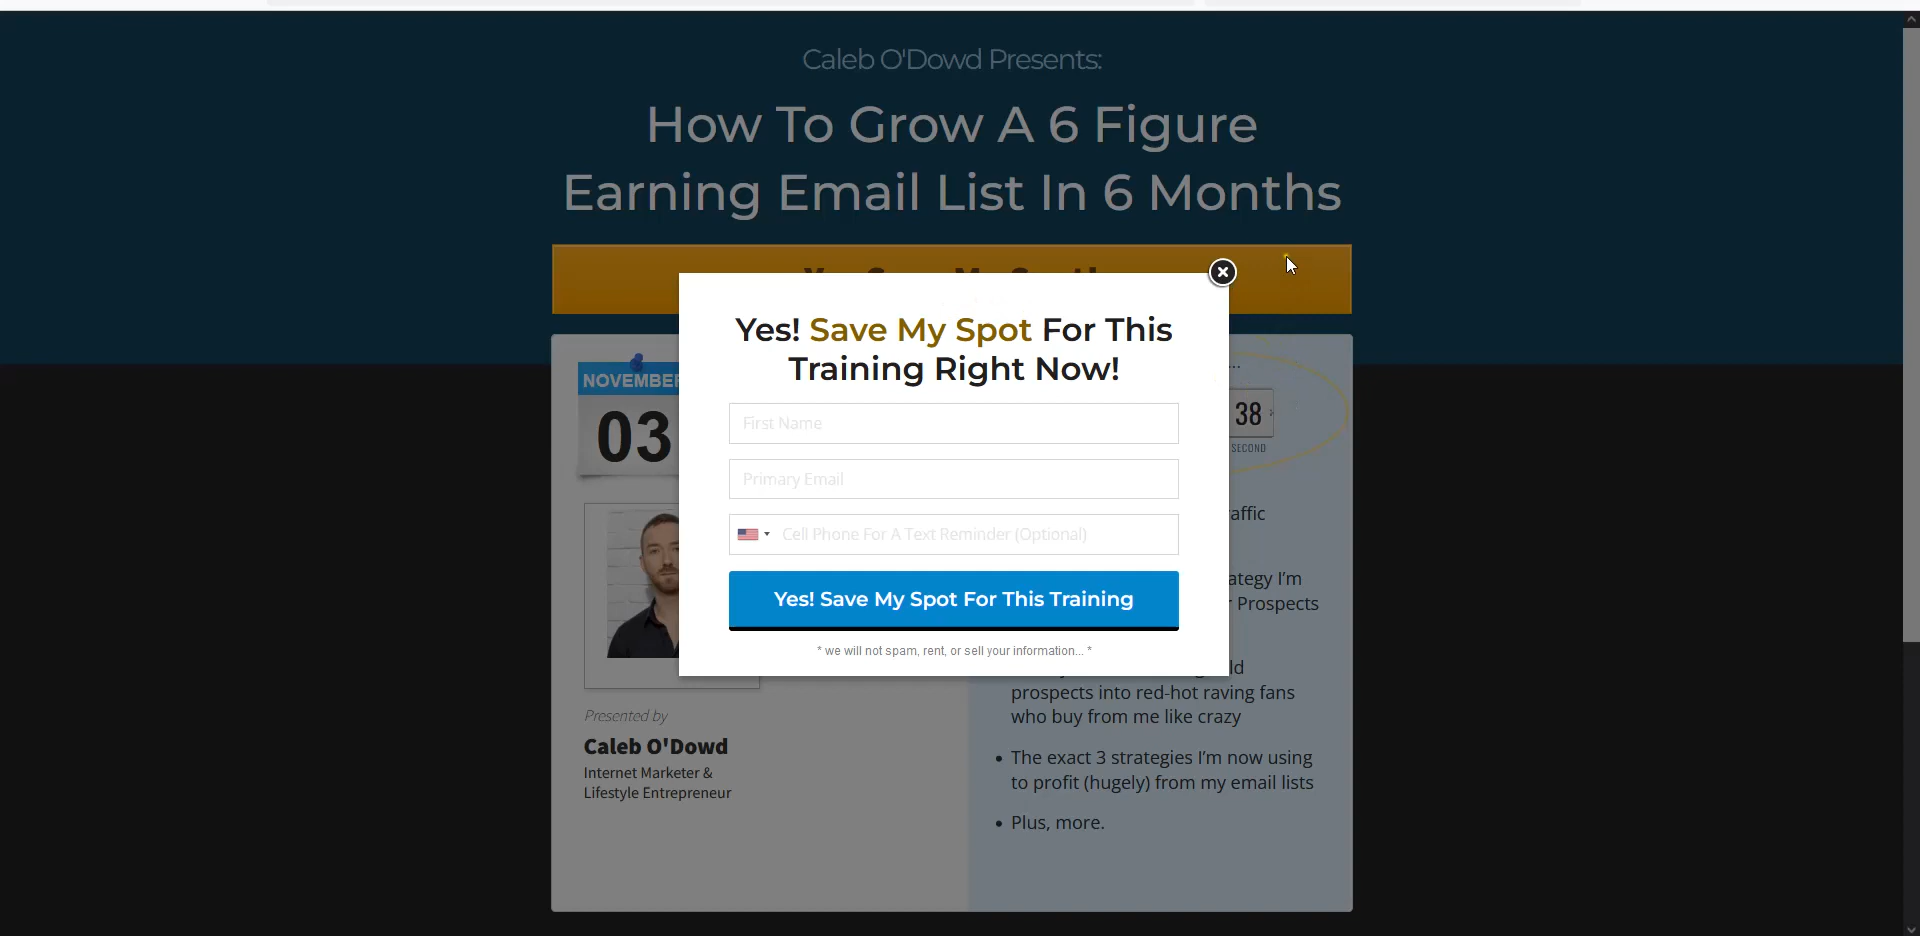 Caleb O'Dowd Presents:
How To Grow A 6 Figure
Earning Email List In 6 Months
Yes! Save My Spot For This
Training Right Now!
First Name
Primary Email
Cell Phone For A Text Reminder (Optional)
Yes! Save My Spot For This Training
* we will not spam, rent, or sell your information... *
NOVEMBER
03
...
38
SECOND
Prospects
prospects into red-hot raving fans
who buy from me like crazy
• The exact 3 strategies I’m now using
to profit (hugely) from my email lists
• Plus, more.
Presented by
Caleb O'Dowd
Internet Marketer &
Lifestyle Entrepreneur